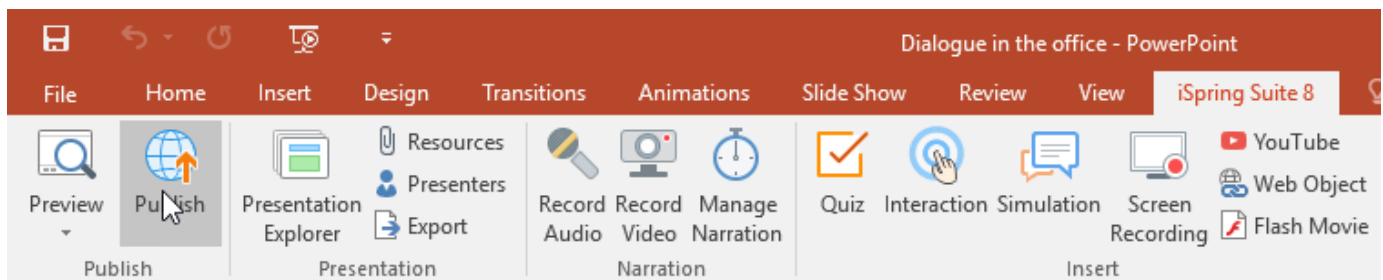 Dialogue in the office - PowerPoint
File Home Insert Design Transitions Animations Slide Show Review View iSpring Suite 8
Preview
Publish
Presentation
Explorer
Resources
Presenters
Export
Record
Audio
Record
Video
Manage
Narration
Quiz
Interaction
Simulation
Screen
Recording
YouTube
Web Object
Flash Movie
Publish Presentation Narration Insert